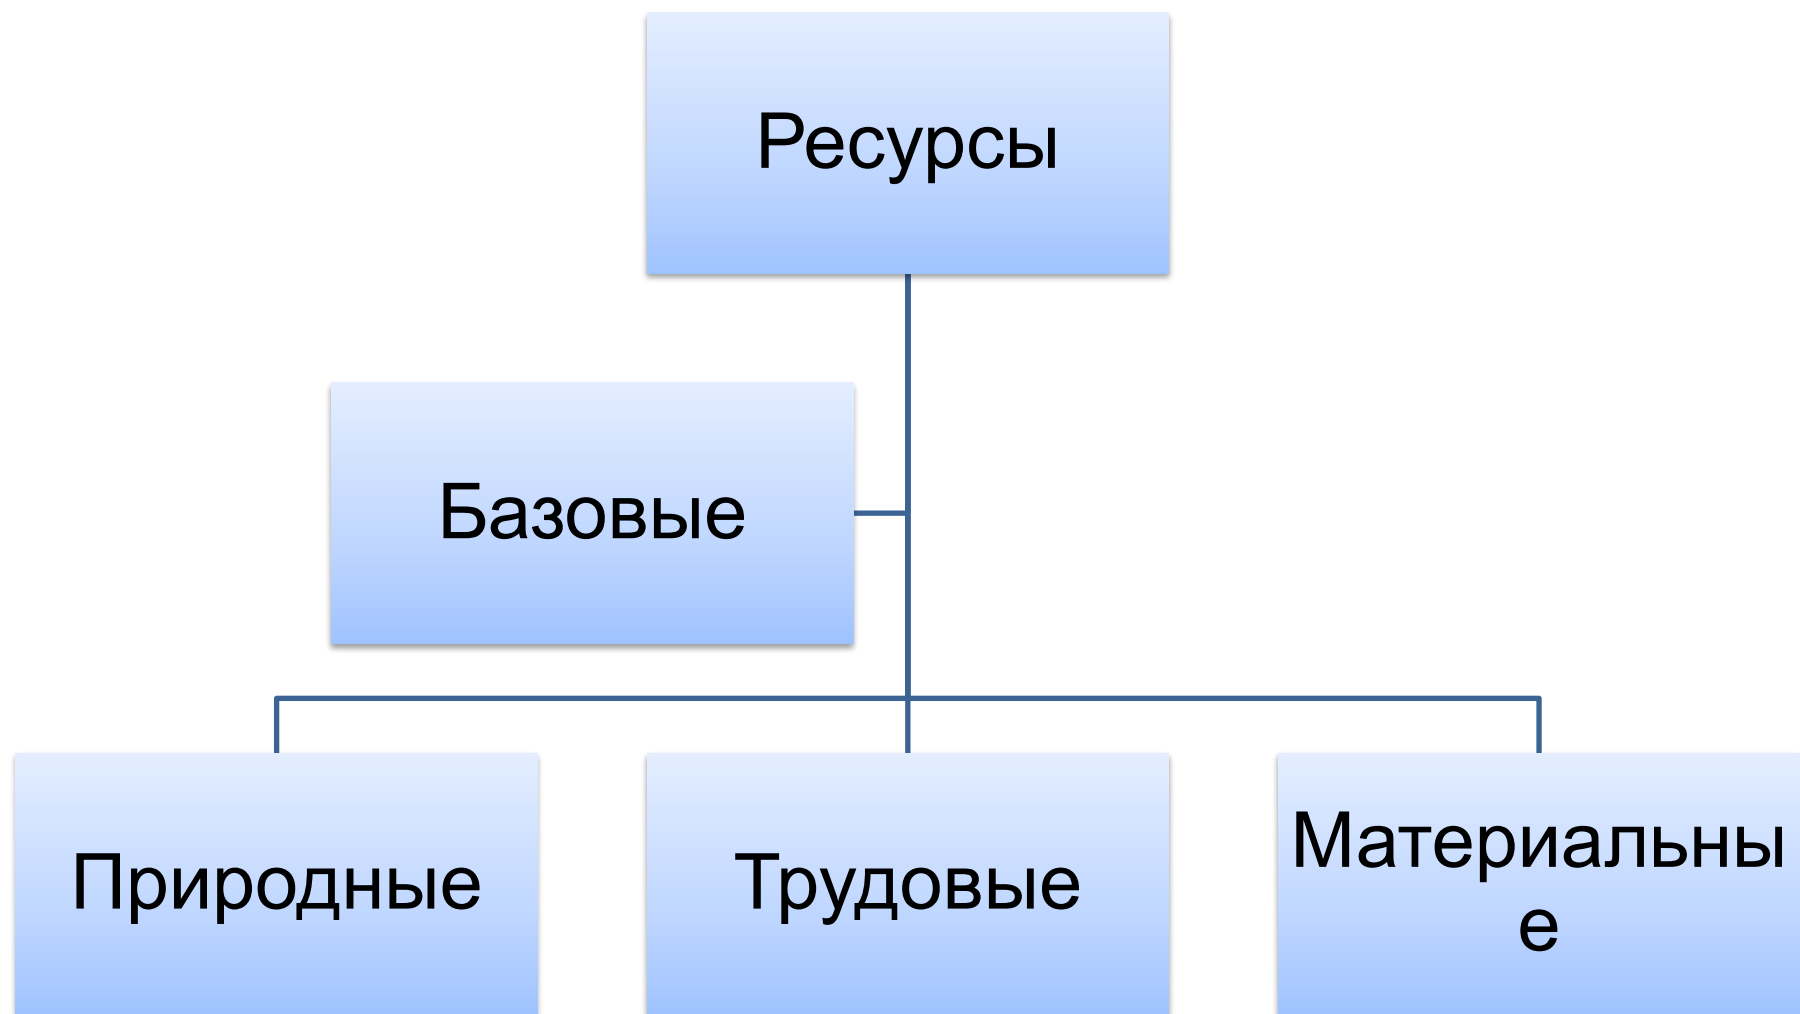 Ресурсы
Базовые
Природные
Трудовые
Материальны
е